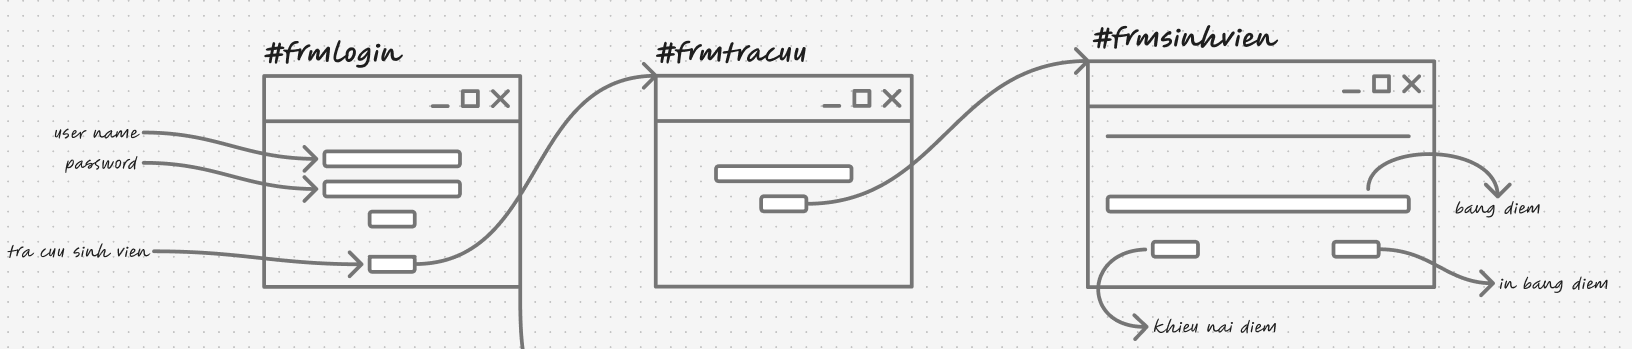 #frmlogin
#frmtracuu
#frmsinhvien
user name
password
tra cuu sinh vien
bang diem
in bang diem
khieu nai diem